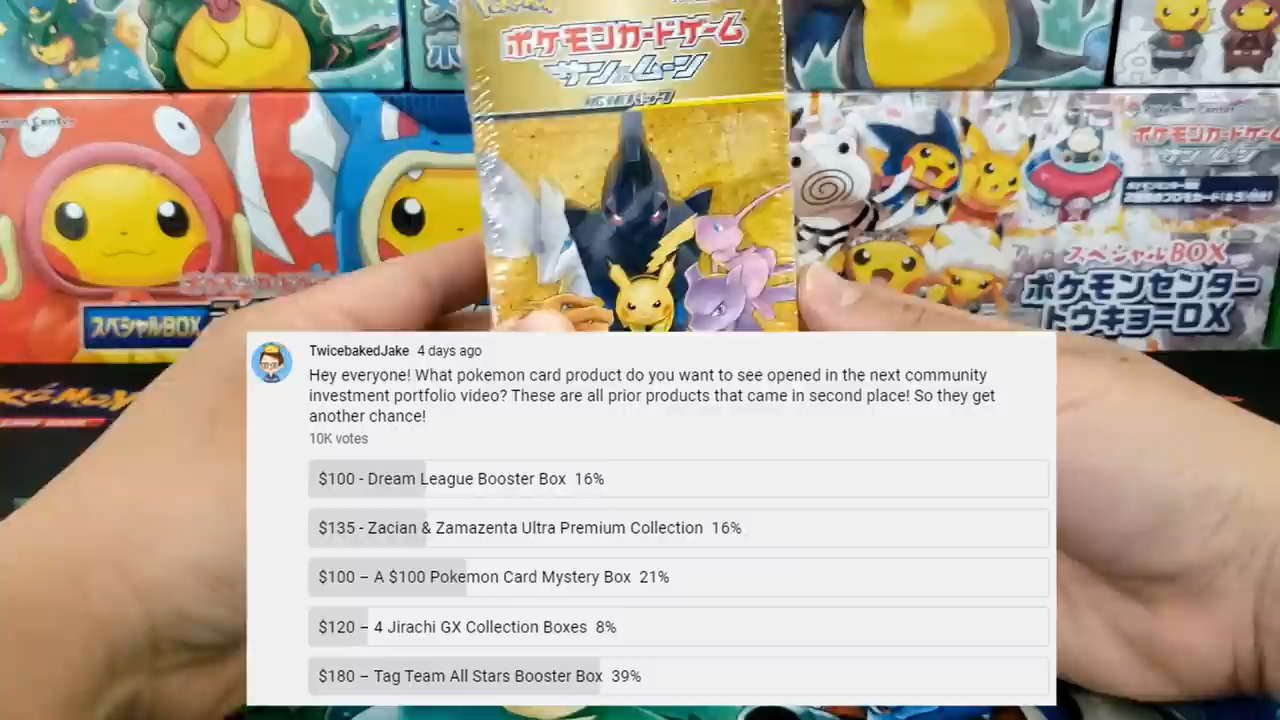 ポケモンカードゲーム
サン&ムーン
ポケモンカードゲーム
サン&ムーン
スペシャルBOX
スペシャルBOX
ポケモンセンター
トウキョーDX
TwicebakedJake 4 days ago
Hey everyone! What pokemon card product do you want to see opened in the next community
investment portfolio video? These are all prior products that came in second place! So they get
another chance!
10K votes
$100 - Dream League Booster Box 16%
$135 - Zacian & Zamazenta Ultra Premium Collection 16%
$100 – A $100 Pokemon Card Mystery Box 21%
$120 – 4 Jirachi GX Collection Boxes 8%
$180 – Tag Team All Stars Booster Box 39%